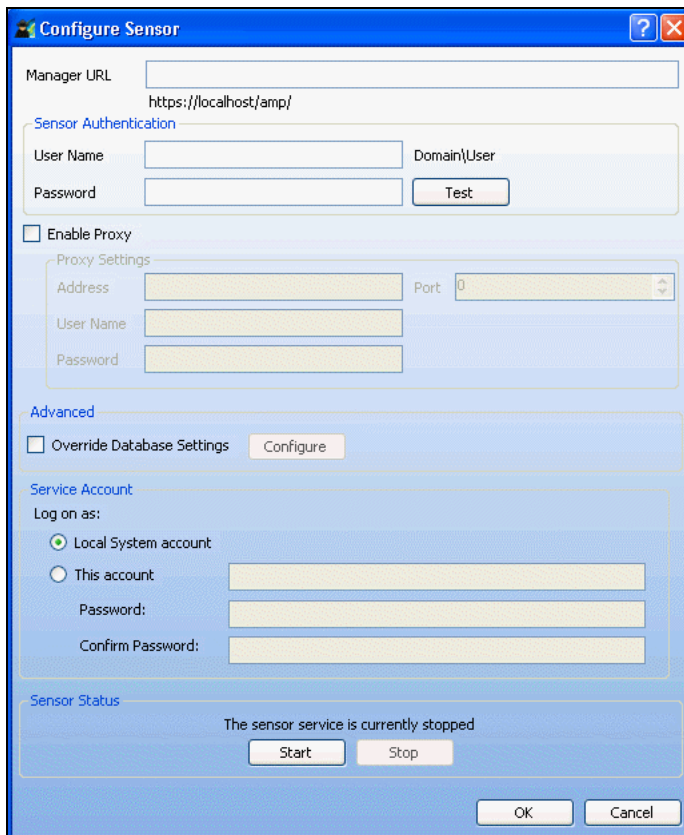 Configure Sensor
Manager URL
https://localhost/amp/
Sensor Authentication
User Name Domain\User
Password Test
Enable Proxy
Proxy Settings
Address Port 0
User Name
Password
Advanced
Override Database Settings Configure
Service Account
Log on as:
Local System account
This account
Password:
Confirm Password:
Sensor Status
The sensor service is currently stopped
Start Stop
OK Cancel